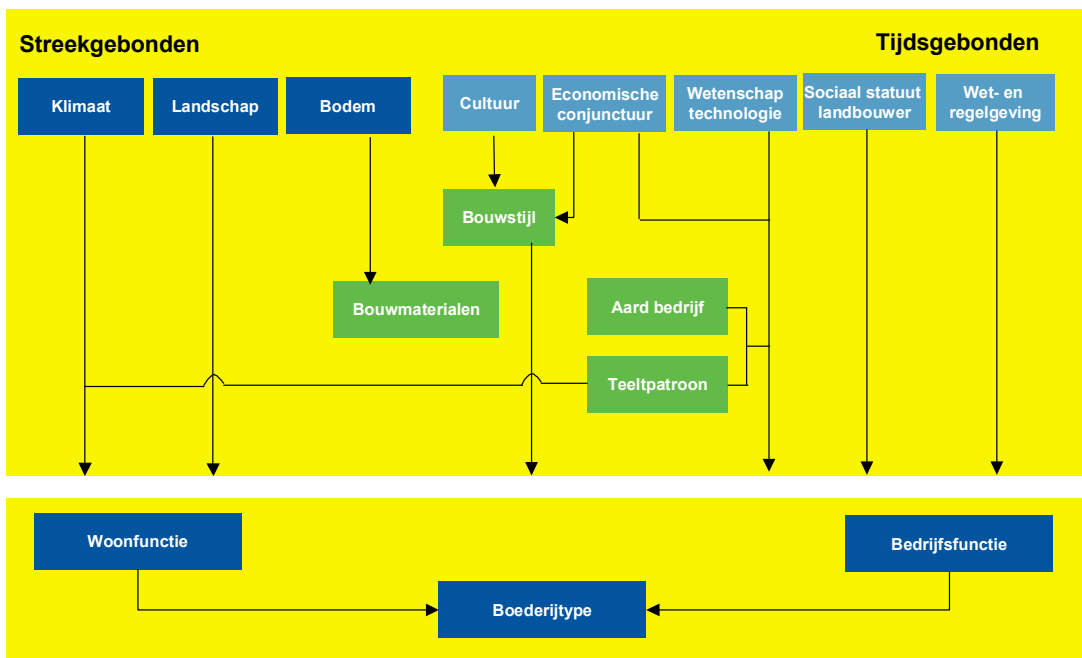 Streekgebonden
Tijdsgebonden
Klimaat
Landschap
Bodem
Cultuur
Economische
conjunctuur
Wetenschap
technologie
Sociaal statuut
landbouwer
Wet- en
regelgeving
Bouwstijl
Bouwmaterialen
Aard bedrijf
Teeltpatroon
Woonfunctie
Bedrijfsfunctie
Boederijtype